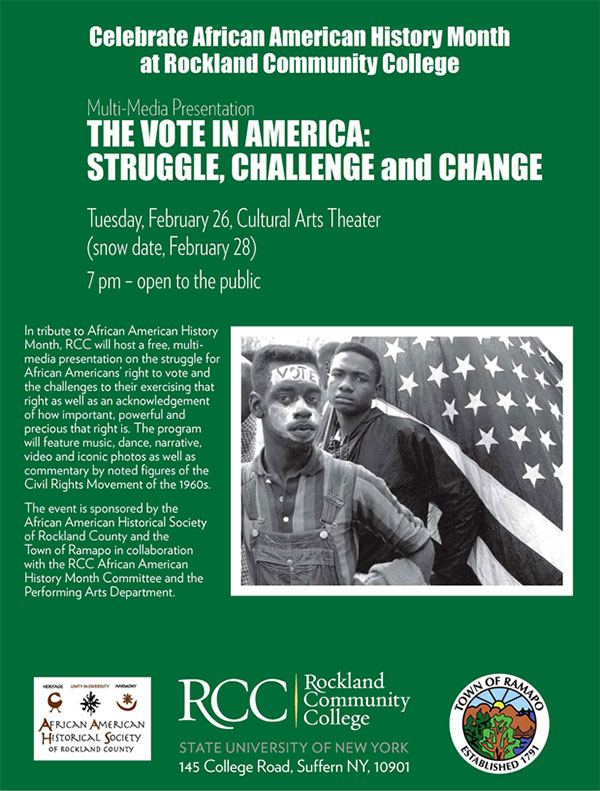 Celebrate African American History Month
at Rockland Community College
Multi-Media Presentation
THE VOTE IN AMERICA:
STRUGGLE, CHALLENGE and CHANGE
Tuesday, February 26, Cultural Arts Theater
(snow date, February 28)
7 pm – open to the public
In tribute to African American History
Month, RCC will host a free, multi-
media presentation on the struggle for
African Americans' right to vote and
the challenges to their exercising that
right as well as an acknowledgement
of how important, powerful and
precious that right is. The program
will feature music, dance, narrative,
video and iconic photos as well as
commentary by noted figures of the
Civil Rights Movement of the 1960s.
The event is sponsored by the
African American Historical Society
of Rockland County and the
Town of Ramapo in collaboration
with the RCC African American
History Month Committee and the
Performing Arts Department.
VOTE
HERITAGE UNITY IN DIVERSITY HARMONY
AFRICAN AMERICAN
HISTORICAL SOCIETY
OF ROCKLAND COUNTY
RCC
Rockland
Community
College
STATE UNIVERSITY OF NEW YORK
145 College Road, Suffern NY, 10901
TOWN OF RAMAPO
ESTABLISHED 1791